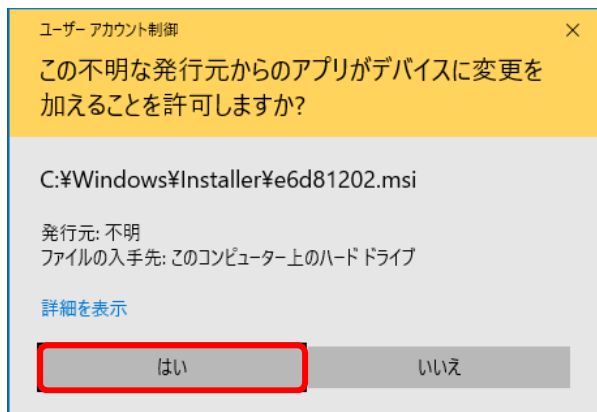 ユーザー アカウント制御
この不明な発行元からのアプリがデバイスに変更を
加えることを許可しますか?
C:¥Windows¥Installer¥e6d81202.msi
発行元: 不明
ファイルの入手先: このコンピューター上のハード ドライブ
詳細を表示
はい
いいえ